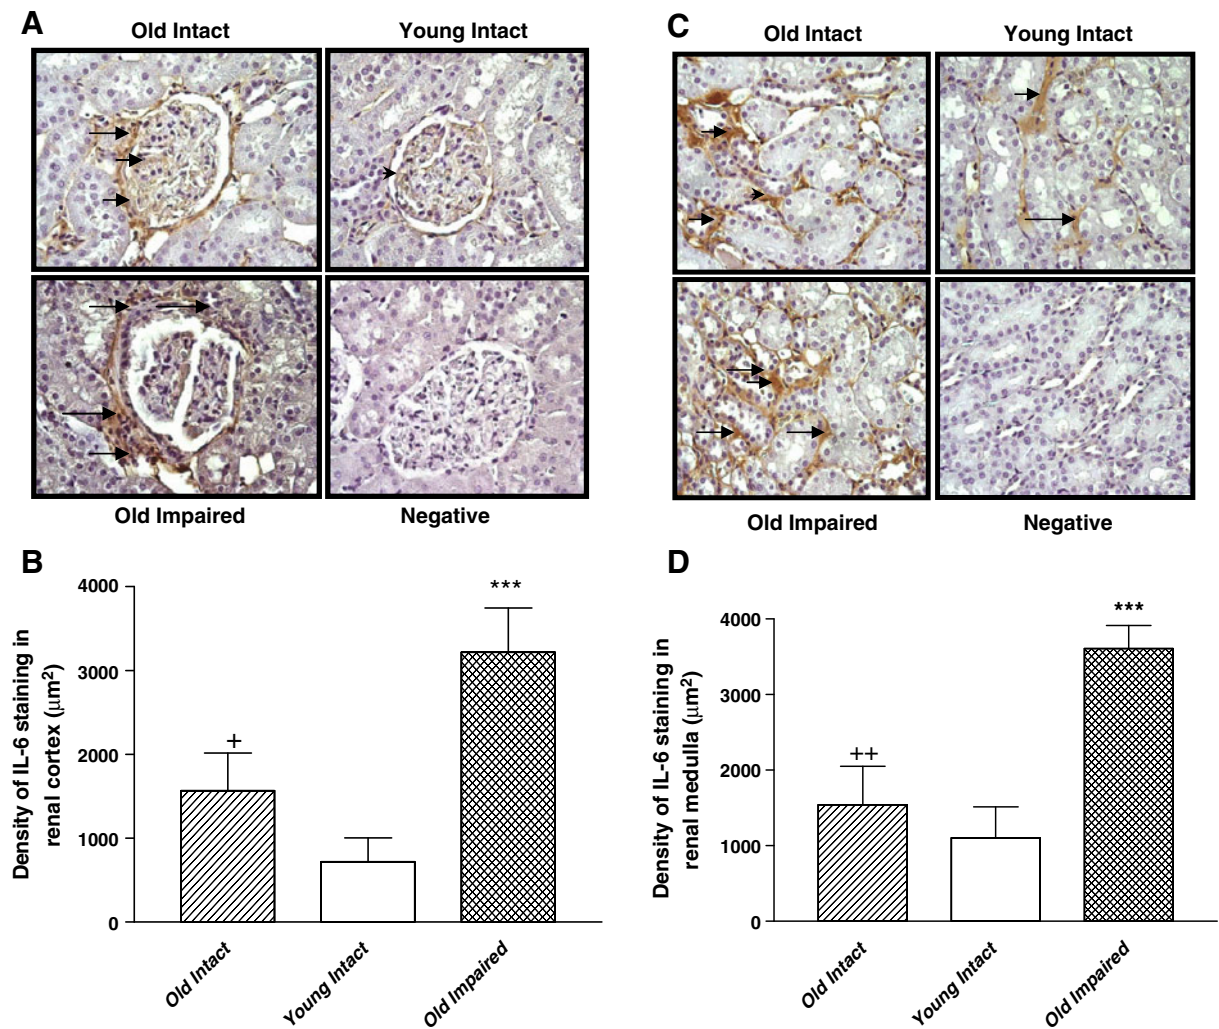 A
Old Intact
Young Intact
Old Impaired
Negative
C
Old Intact
Young Intact
Old Impaired
Negative
B
Density of IL-6 staining in
renal cortex (μm²)
4000
3000
2000
1000
0
+
***
Old Intact
Young Intact
Old Impaired
D
Density of IL-6 staining in
renal medulla (μm²)
4000
3000
2000
1000
0
++
***
Old Intact
Young Intact
Old Impaired